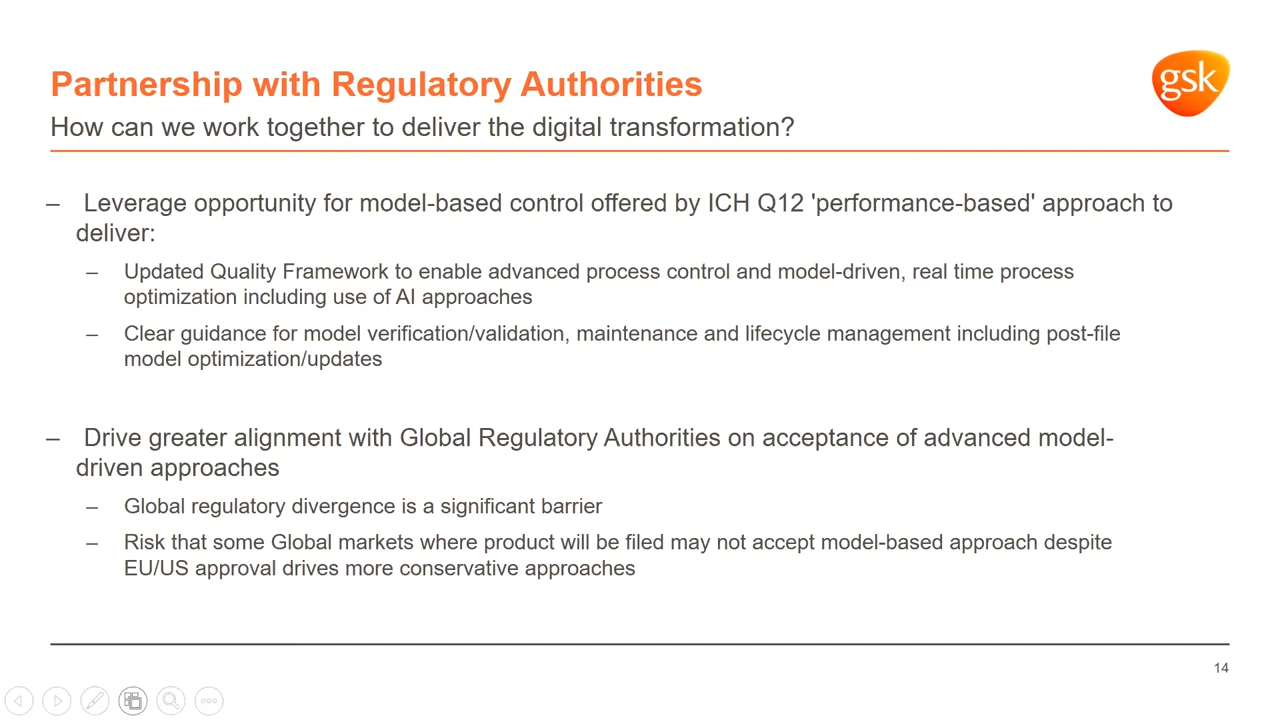 Partnership with Regulatory Authorities
gsk
How can we work together to deliver the digital transformation?
– Leverage opportunity for model-based control offered by ICH Q12 'performance-based' approach to
deliver:
– Updated Quality Framework to enable advanced process control and model-driven, real time process
optimization including use of AI approaches
– Clear guidance for model verification/validation, maintenance and lifecycle management including post-file
model optimization/updates
– Drive greater alignment with Global Regulatory Authorities on acceptance of advanced model-
driven approaches
– Global regulatory divergence is a significant barrier
– Risk that some Global markets where product will be filed may not accept model-based approach despite
EU/US approval drives more conservative approaches
14